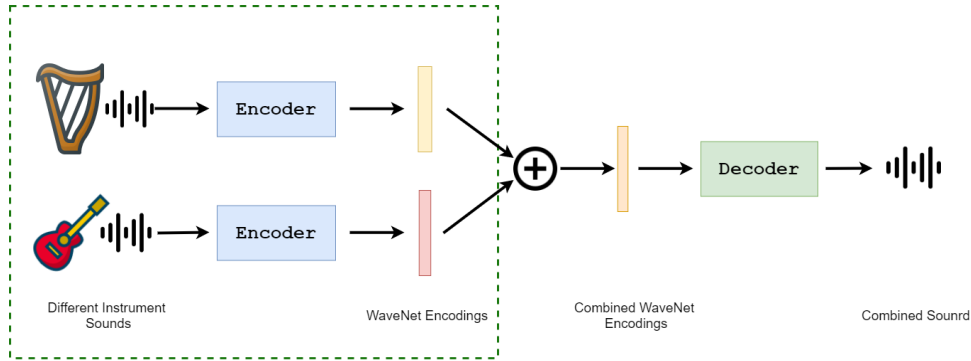 Encoder
Decoder
Encoder
Different Instrument
Sounds
WaveNet Encodings
Combined WaveNet
Encodings
Combined Sounrd